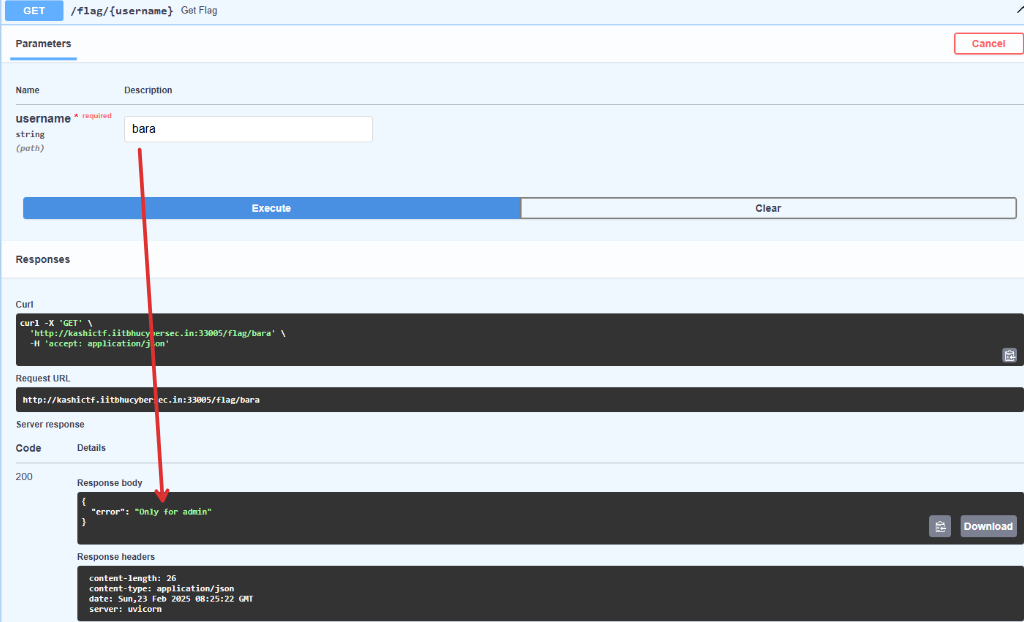 GET /flag/{username} Get Flag
Parameters
Cancel
Name Description
username * required
string
(path)
bara
Execute Clear
Responses
Curl
curl -X 'GET' \
'http://kashictf.iitbhucybersec.in:33005/flag/bara' \
-H 'accept: application/json'
Request URL
http://kashictf.iitbhucybersec.in:33005/flag/bara
Server response
Code Details
200
Response body
{
"error": "Only for admin"
}
Download
Response headers
content-length: 26
content-type: application/json
date: Sun,23 Feb 2025 08:25:22 GMT
server: uvicorn